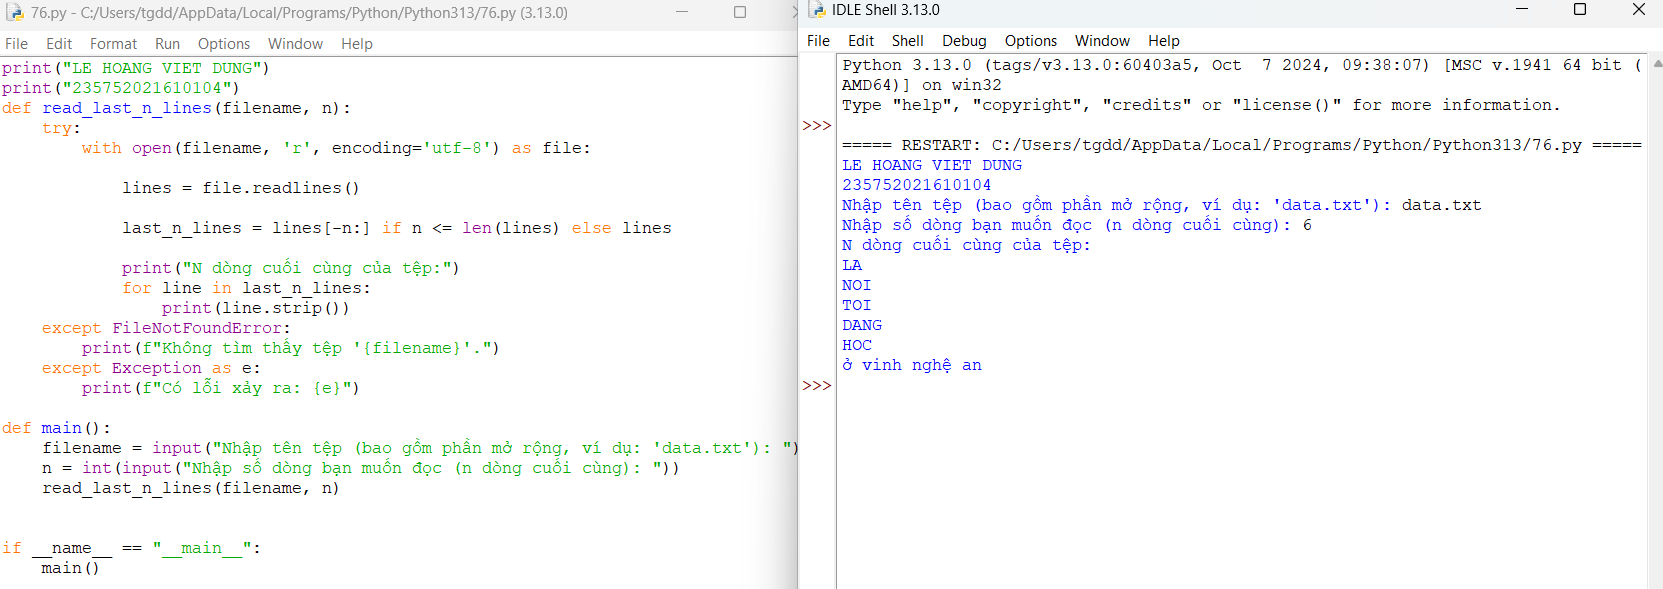 76.py - C:/Users/tgdd/AppData/Local/Programs/Python/Python313/76.py (3.13.0)
File Edit Format Run Options Window Help
print("LE HOANG VIET DUNG")
print("235752021610104")
def read_last_n_lines(filename, n):
    try:
        with open(filename, 'r', encoding='utf-8') as file:
            lines = file.readlines()
            last_n_lines = lines[-n:] if n <= len(lines) else lines
            print("N dòng cuối cùng của tệp:")
            for line in last_n_lines:
                print(line.strip())
    except FileNotFoundError:
        print(f"Không tìm thấy tệp '{filename}'.")
    except Exception as e:
        print(f"Có lỗi xảy ra: {e}")
def main():
    filename = input("Nhập tên tệp (bao gồm phần mở rộng, ví dụ: 'data.txt'): ")
    n = int(input("Nhập số dòng bạn muốn đọc (n dòng cuối cùng): "))
    read_last_n_lines(filename, n)
if __name__ == "__main__":
    main()
IDLE Shell 3.13.0
File Edit Shell Debug Options Window Help
Python 3.13.0 (tags/v3.13.0:60403a5, Oct  7 2024, 09:38:07) [MSC v.1941 64 bit (
AMD64)] on win32
Type "help", "copyright", "credits" or "license()" for more information.
>>>
===== RESTART: C:/Users/tgdd/AppData/Local/Programs/Python/Python313/76.py =====
LE HOANG VIET DUNG
235752021610104
Nhập tên tệp (bao gồm phần mở rộng, ví dụ: 'data.txt'): data.txt
Nhập số dòng bạn muốn đọc (n dòng cuối cùng): 6
N dòng cuối cùng của tệp:
LA
NOI
TOI
DANG
HOC
ở vinh nghệ an
>>>